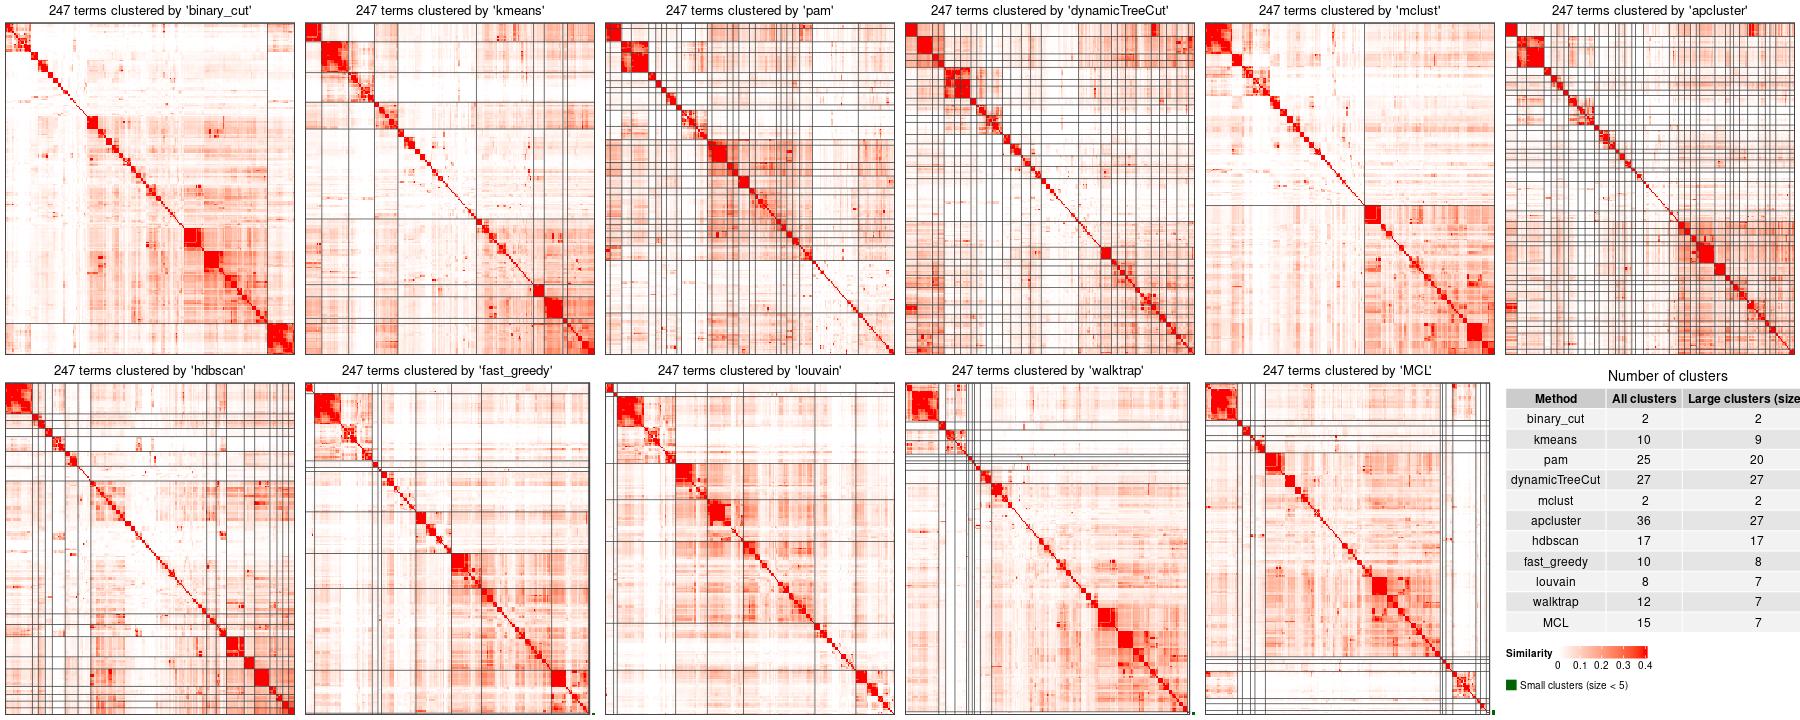 247 terms clustered by 'binary_cut'
247 terms clustered by 'kmeans'
247 terms clustered by 'pam'
247 terms clustered by 'dynamicTreeCut'
247 terms clustered by 'mclust'
247 terms clustered by 'apcluster'
247 terms clustered by 'hdbscan'
247 terms clustered by 'fast_greedy'
247 terms clustered by 'louvain'
247 terms clustered by 'walktrap'
247 terms clustered by 'MCL'
Number of clusters
Method All clusters Large clusters (size
binary_cut 2 2
kmeans 10 9
pam 25 20
dynamicTreeCut 27 27
mclust 2 2
apcluster 36 27
hdbscan 17 17
fast_greedy 10 8
louvain 8 7
walktrap 12 7
MCL 15 7
Similarity
0 0.1 0.2 0.3 0.4
Small clusters (size < 5)